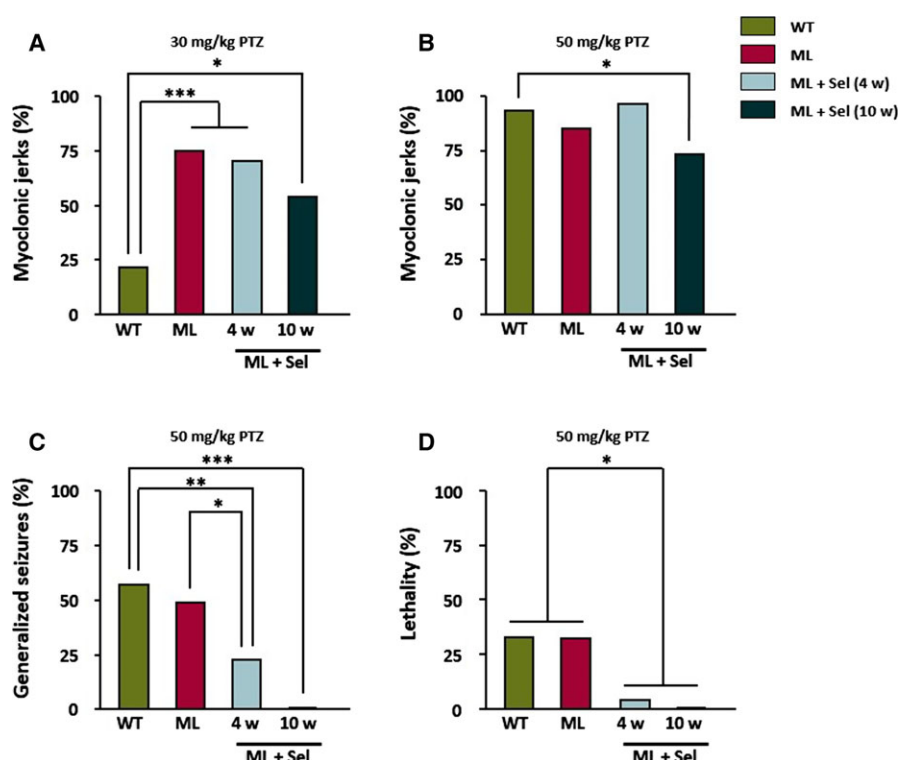 WT
ML
ML + Sel (4 w)
ML + Sel (10 w)
A
30 mg/kg PTZ
*
***
Myoclonic jerks (%)
100
75
50
25
0
WT ML 4 w 10 w
ML + Sel
B
50 mg/kg PTZ
*
Myoclonic jerks (%)
100
75
50
25
0
WT ML 4 w 10 w
ML + Sel
C
50 mg/kg PTZ
***
**
*
Generalized seizures (%)
100
75
50
25
0
WT ML 4 w 10 w
ML + Sel
D
50 mg/kg PTZ
*
Lethality (%)
100
75
50
25
0
WT ML 4 w 10 w
ML + Sel